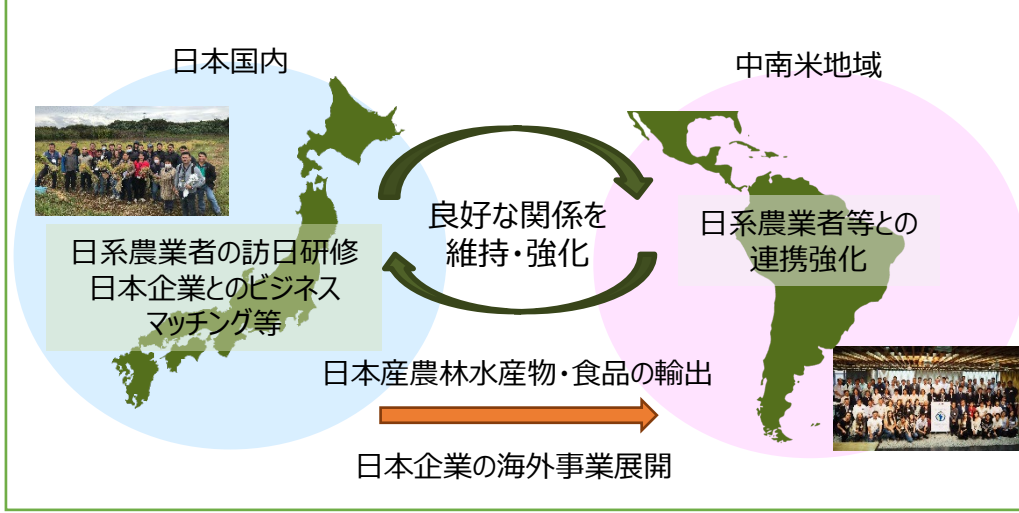 日本国内
中南米地域
良好な関係を
維持・強化
日系農業者の訪日研修
日本企業とのビジネス
マッチング等
日系農業者等との
連携強化
日本産農林水産物・食品の輸出
日本企業の海外事業展開